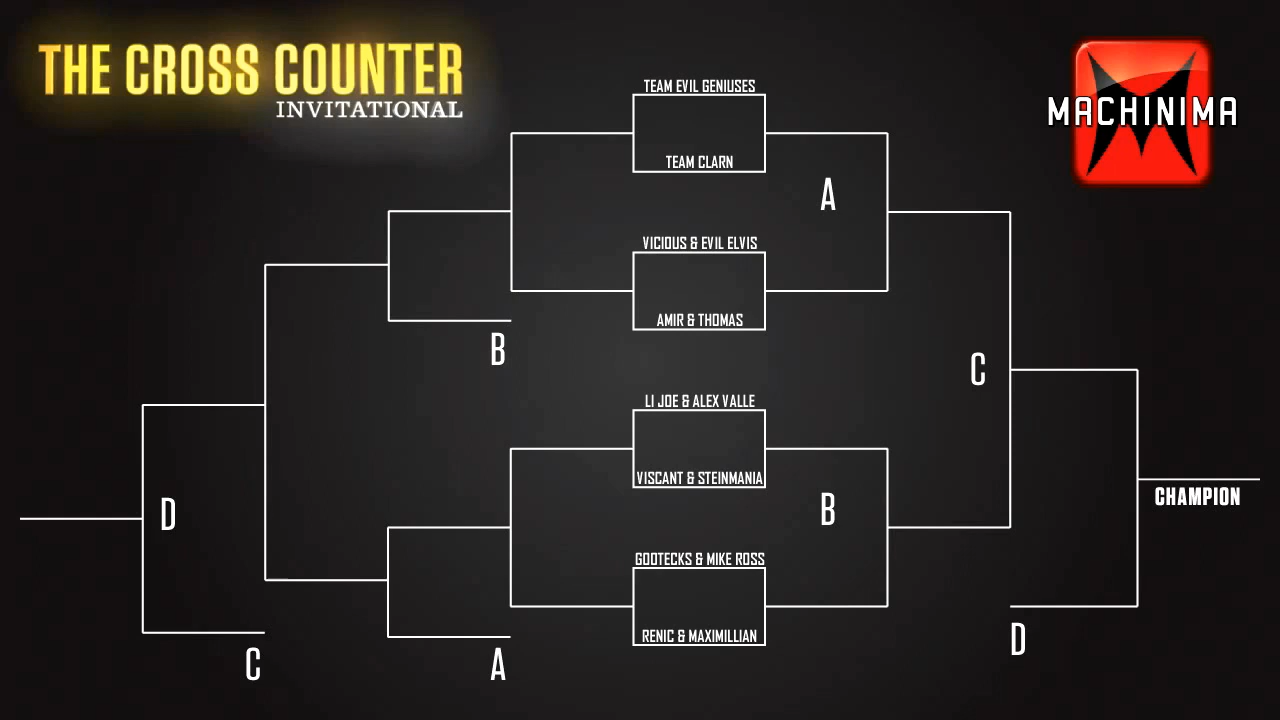 THE CROSS COUNTER
INVITATIONAL
MACHINIMA
TEAM EVIL GENIUSES
TEAM CLARN
A
VICIOUS & EVIL ELVIS
AMIR & THOMAS
B
C
LI JOE & ALEX VALLE
VISCANT & STEINMANIA
B
D
CHAMPION
GOOTECKS & MIKE ROSS
RENIC & MAXIMILLIAN
D
C
A